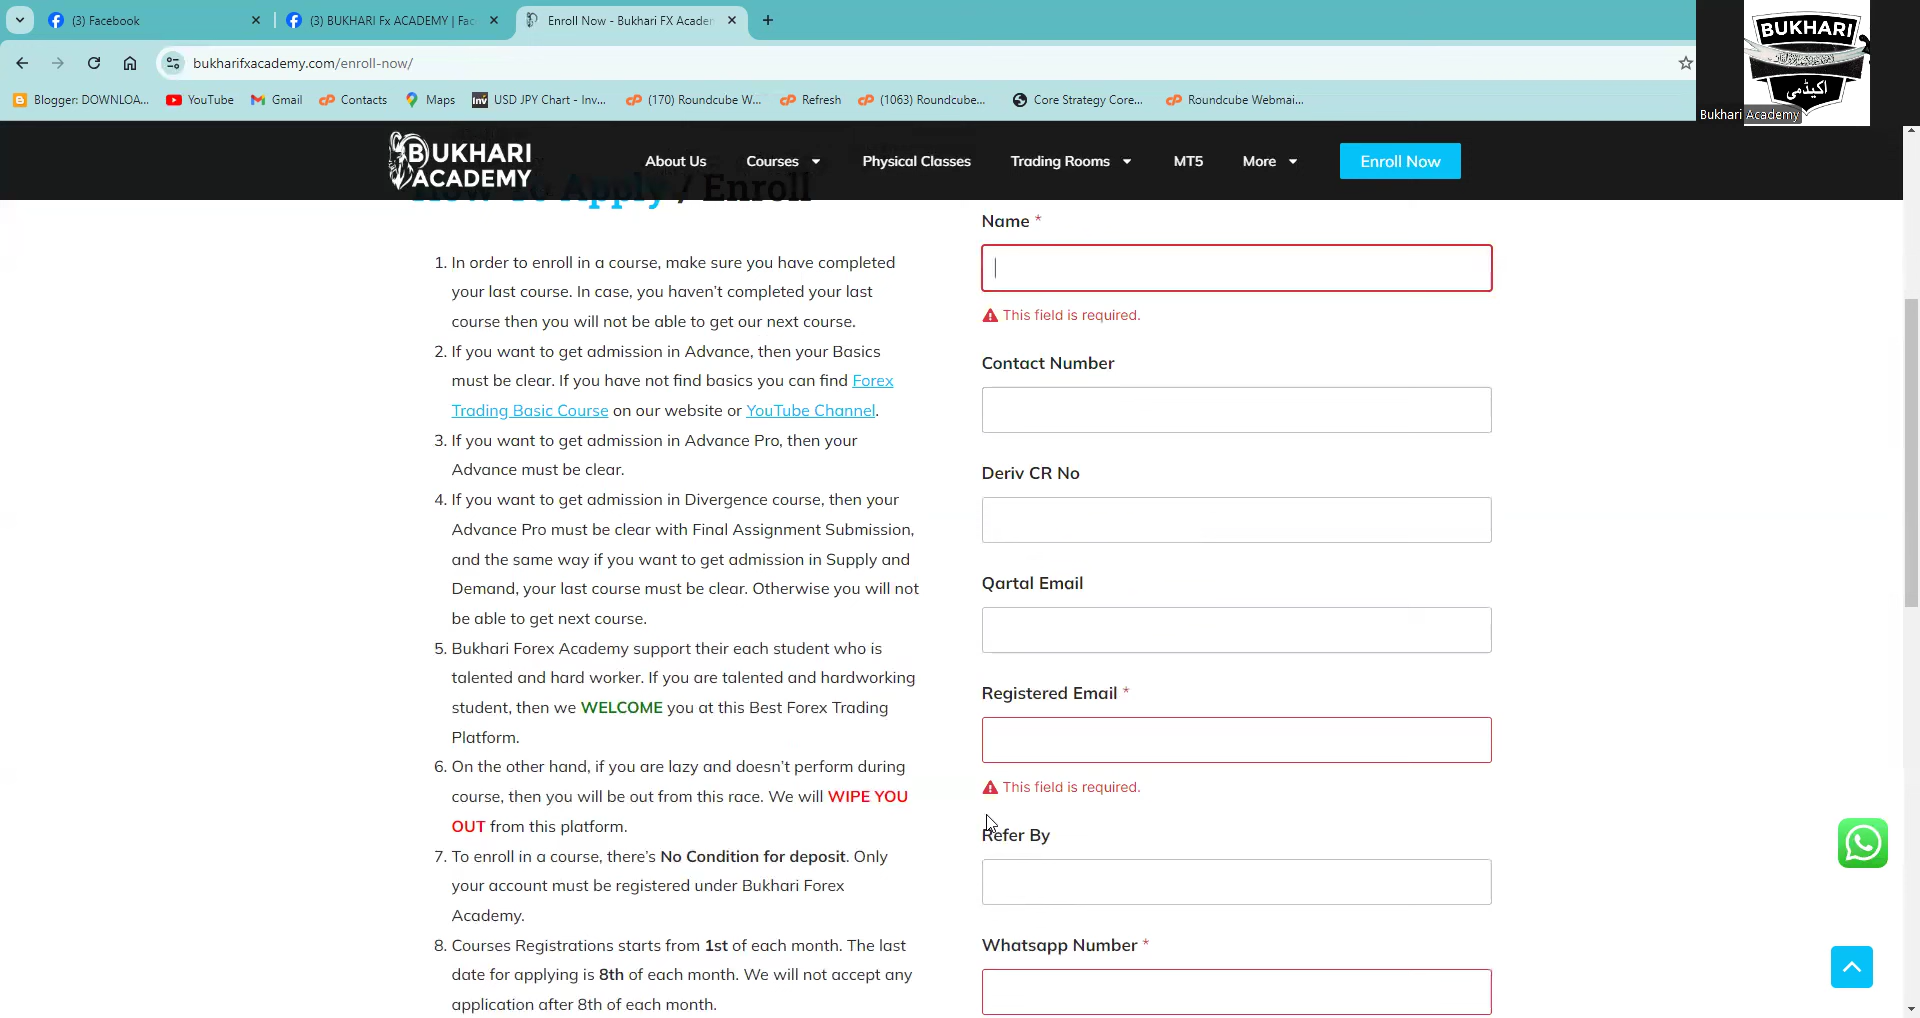 (3) Facebook
(3) BUKHARI Fx ACADEMY | Fac
Enroll Now - Bukhari FX Academ
bukharifxacademy.com/enroll-now/
Blogger: DOWNLOA...
YouTube
Gmail
Contacts
Maps
USD JPY Chart - Inv...
(170) Roundcube W...
Refresh
(1063) Roundcube...
Core Strategy Core...
Roundcube Webmai...
BUKHARI
اکیڈمی
Bukhari Academy
BUKHARI
ACADEMY
About Us
Courses
Physical Classes
Trading Rooms
MT5
More
Enroll Now
How To Apply / Enroll
1. In order to enroll in a course, make sure you have completed
your last course. In case, you haven't completed your last
course then you will not be able to get our next course.
2. If you want to get admission in Advance, then your Basics
must be clear. If you have not find basics you can find Forex
Trading Basic Course on our website or YouTube Channel.
3. If you want to get admission in Advance Pro, then your
Advance must be clear.
4. If you want to get admission in Divergence course, then your
Advance Pro must be clear with Final Assignment Submission,
and the same way if you want to get admission in Supply and
Demand, your last course must be clear. Otherwise you will not
be able to get next course.
5. Bukhari Forex Academy support their each student who is
talented and hard worker. If you are talented and hardworking
student, then we WELCOME you at this Best Forex Trading
Platform.
6. On the other hand, if you are lazy and doesn't perform during
course, then you will be out from this race. We will WIPE YOU
OUT from this platform.
7. To enroll in a course, there's No Condition for deposit. Only
your account must be registered under Bukhari Forex
Academy.
8. Courses Registrations starts from 1st of each month. The last
date for applying is 8th of each month. We will not accept any
application after 8th of each month.
Name *
This field is required.
Contact Number
Deriv CR No
Qartal Email
Registered Email *
This field is required.
Refer By
Whatsapp Number *